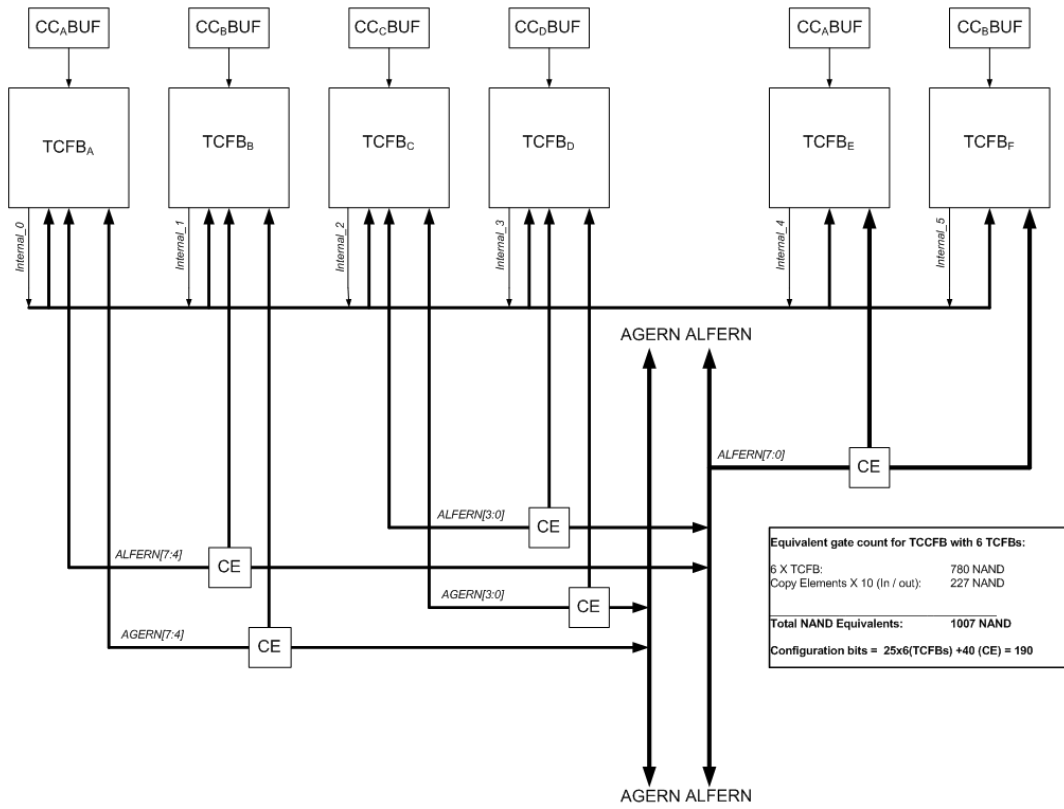 CCABUF
CCBBUF
CCCBUF
CCDBUF
CCABUF
CCBBUF
TCFBA
TCFBB
TCFBC
TCFBD
TCFBE
TCFBF
Internal_0
Internal_1
Internal_2
Internal_3
Internal_4
Internal_5
AGERN ALFERN
ALFERN[7:0]
CE
ALFERN[3:0]
CE
ALFERN[7:4]
CE
AGERN[3:0]
CE
AGERN[7:4]
CE
Equivalent gate count for TCCFB with 6 TCFBs:
6 X TCFB: 780 NAND
Copy Elements X 10 (In / out): 227 NAND
Total NAND Equivalents: 1007 NAND
Configuration bits = 25x6(TCFBs) +40 (CE) = 190
AGERN ALFERN